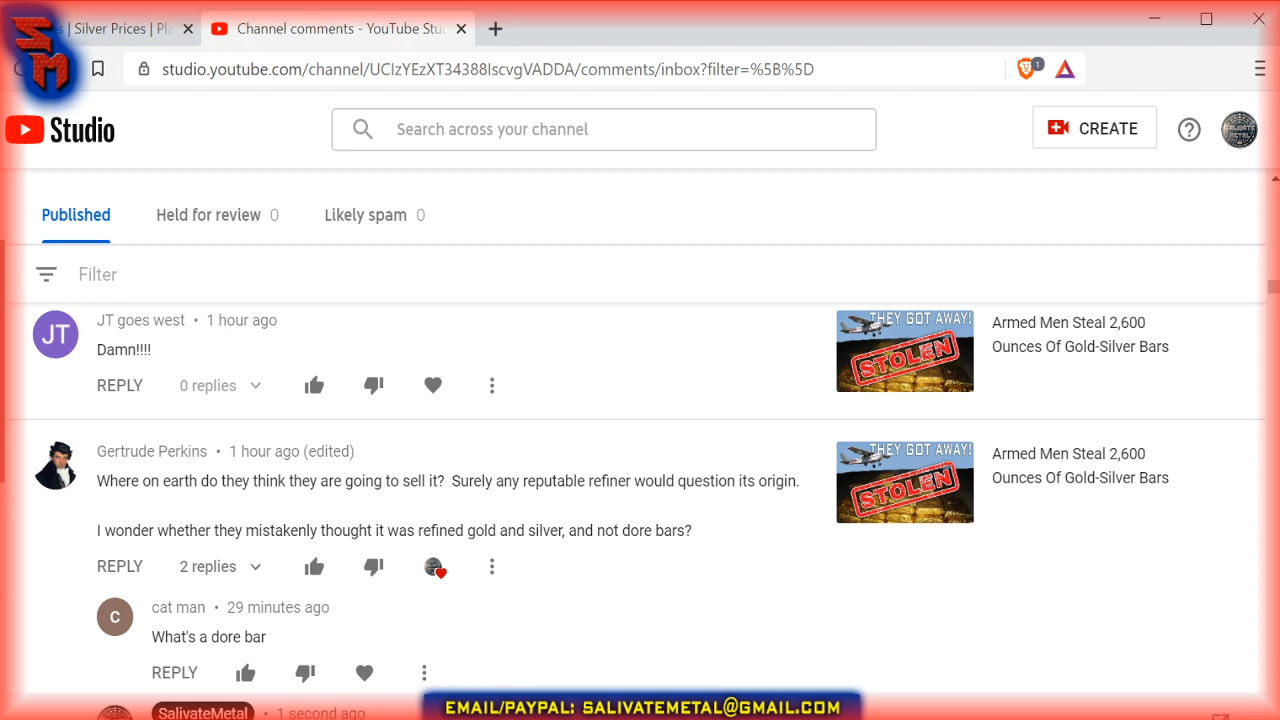 SM
s | Silver Prices | Pla
Channel comments - YouTube Stu
studio.youtube.com/channel/UCIzYEzXT34388IscvgVADDA/comments/inbox?filter=%5B%5D
1
Studio
Search across your channel
CREATE
SALIVATE METAL
Published
Held for review 0
Likely spam 0
Filter
JT
JT goes west • 1 hour ago
Damn!!!!
REPLY
0 replies
THEY GOT AWAY!
STOLEN
Armed Men Steal 2,600
Ounces Of Gold-Silver Bars
Gertrude Perkins • 1 hour ago (edited)
Where on earth do they think they are going to sell it? Surely any reputable refiner would question its origin.
I wonder whether they mistakenly thought it was refined gold and silver, and not dore bars?
REPLY
2 replies
THEY GOT AWAY!
STOLEN
Armed Men Steal 2,600
Ounces Of Gold-Silver Bars
C
cat man • 29 minutes ago
What's a dore bar
REPLY
SalivateMetal • 1 second ago
EMAIL/PAYPAL: SALIVATEMETAL@GMAIL.COM